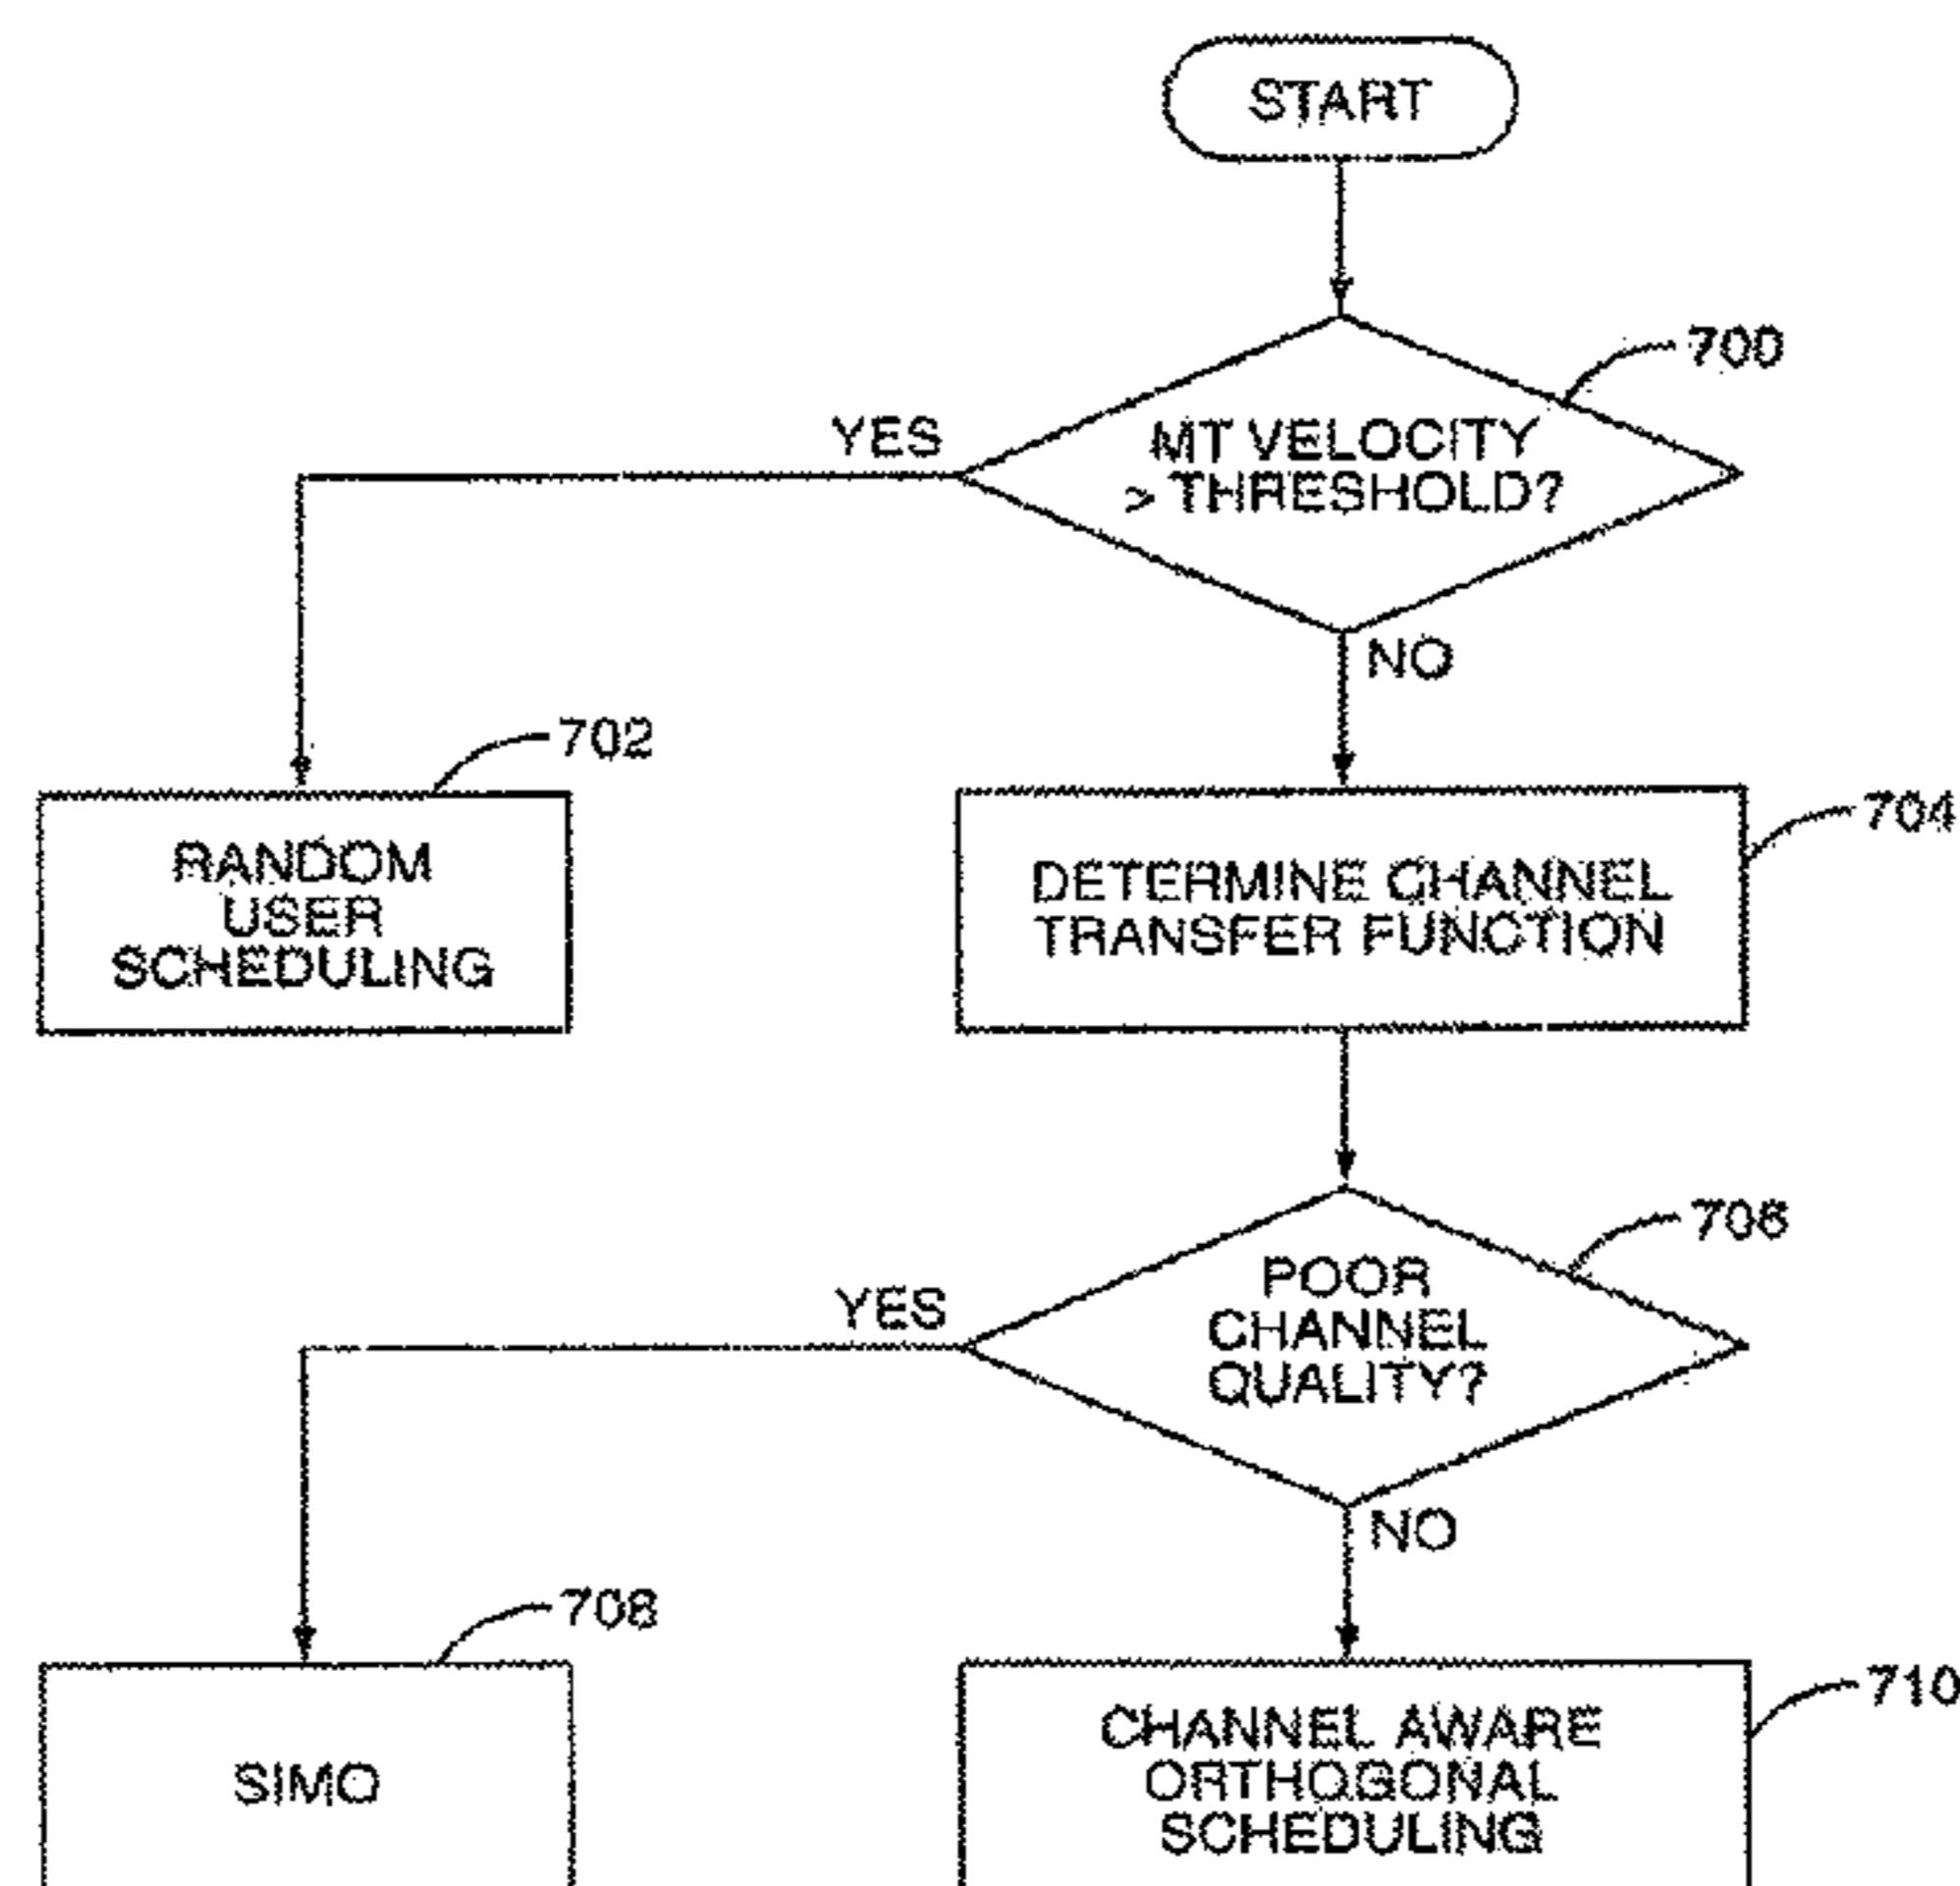 START
700
MT VELOCITY
> THRESHOLD?
YES
NO
702
RANDOM
USER
SCHEDULING
704
DETERMINE CHANNEL
TRANSFER FUNCTION
706
POOR
CHANNEL
QUALITY?
YES
NO
708
SIMO
710
CHANNEL AWARE
ORTHOGONAL
SCHEDULING